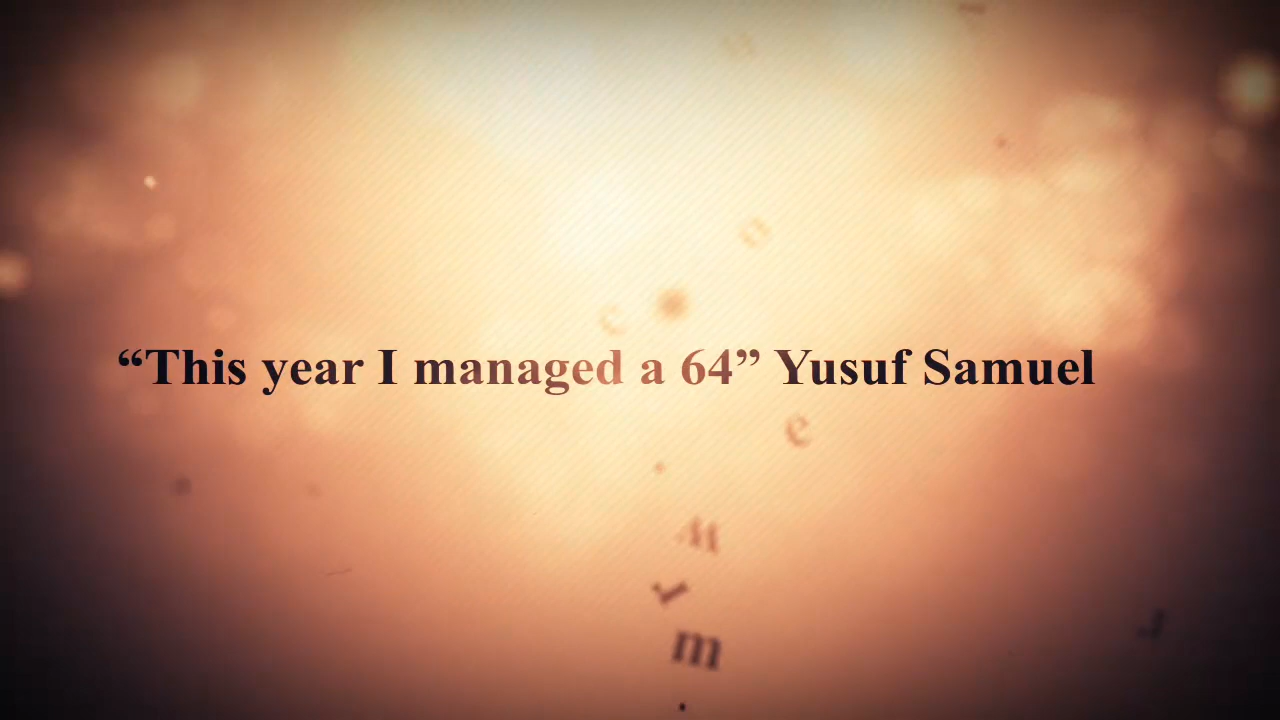 “This year I managed a 64” Yusuf Samuel